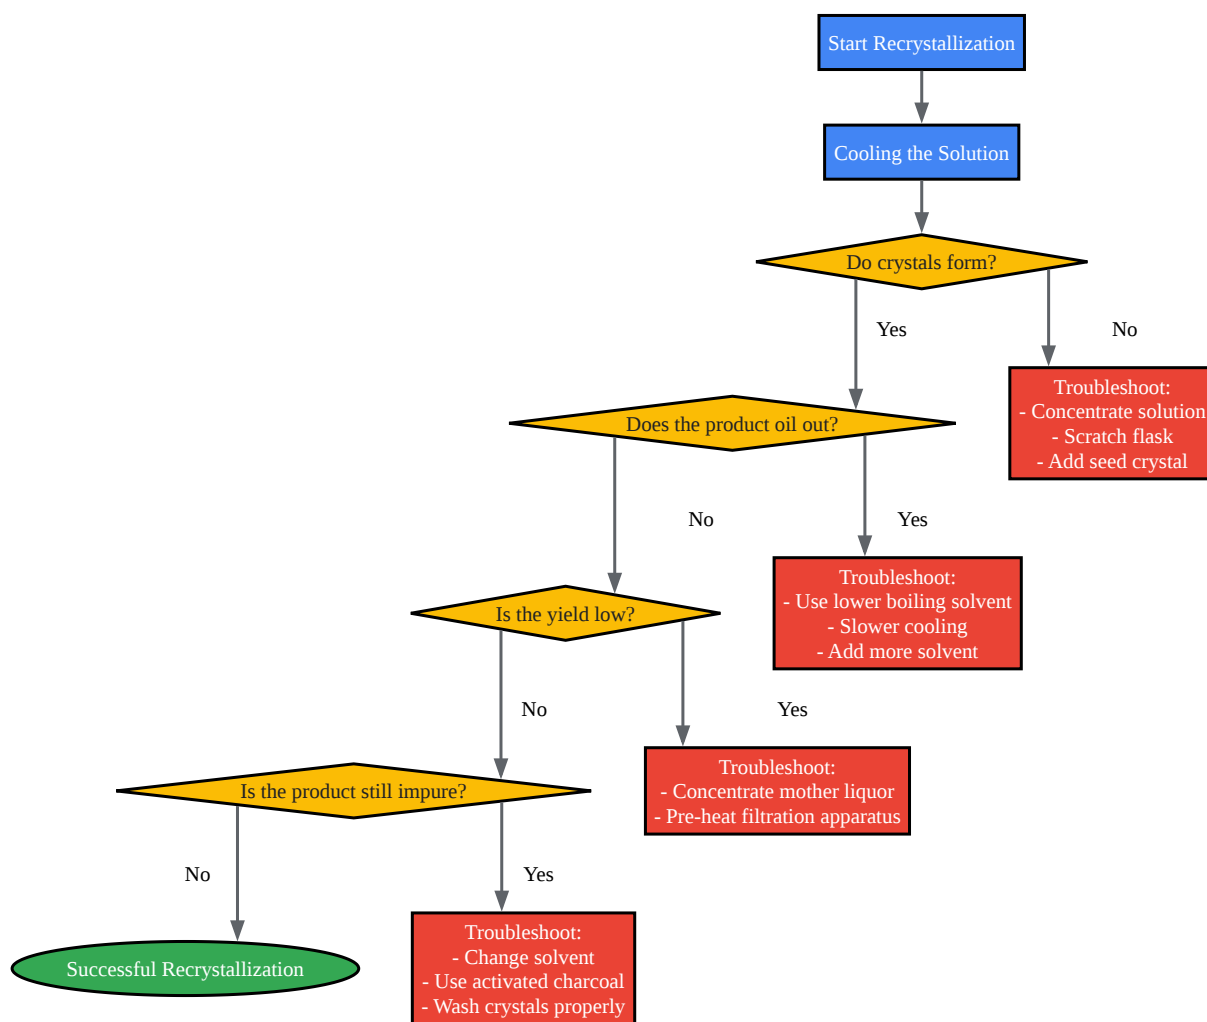 Start Recrystallization
Cooling the Solution
Do crystals form?
Yes
No
Troubleshoot:
- Concentrate solution
- Scratch flask
- Add seed crystal
Does the product oil out?
No
Yes
Troubleshoot:
- Use lower boiling solvent
- Slower cooling
- Add more solvent
Is the yield low?
No
Yes
Troubleshoot:
- Concentrate mother liquor
- Pre-heat filtration apparatus
Is the product still impure?
No
Yes
Troubleshoot:
- Change solvent
- Use activated charcoal
- Wash crystals properly
Successful Recrystallization